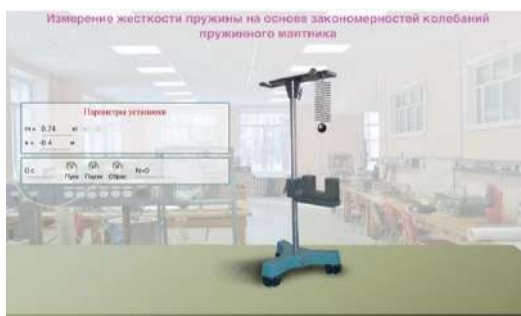 Измерение жесткости пружины на основе закономерностей колебаний
пружинного маятника
Параметры установки
m = 0.74 кг
x = -0.4 м
0 c Пуск Пауза Сброс N=0